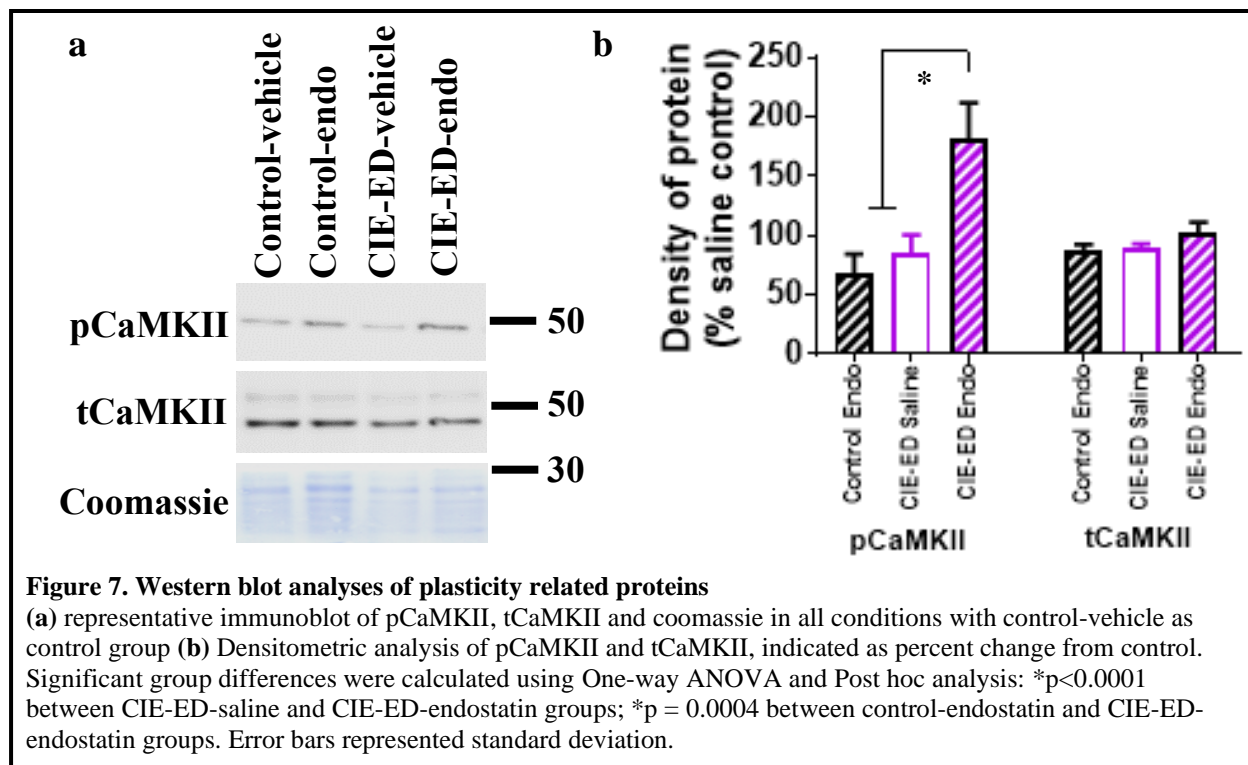 a
Control-vehicle
Control-endo
CIE-ED-vehicle
CIE-ED-endo
pCaMKII
50
tCaMKII
50
30
Coomassie
b
Density of protein
(% saline control)
250
200
150
100
50
0
*
Control Endo
CIE-ED Saline
CIE-ED Endo
Control Endo
CIE-ED Saline
CIE-ED Endo
pCaMKII
tCaMKII
Figure 7. Western blot analyses of plasticity related proteins
(a) representative immunoblot of pCaMKII, tCaMKII and coomassie in all conditions with control-vehicle as
control group (b) Densitometric analysis of pCaMKII and tCaMKII, indicated as percent change from control.
Significant group differences were calculated using One-way ANOVA and Post hoc analysis: *p<0.0001
between CIE-ED-saline and CIE-ED-endostatin groups; *p = 0.0004 between control-endostatin and CIE-ED-
endostatin groups. Error bars represented standard deviation.